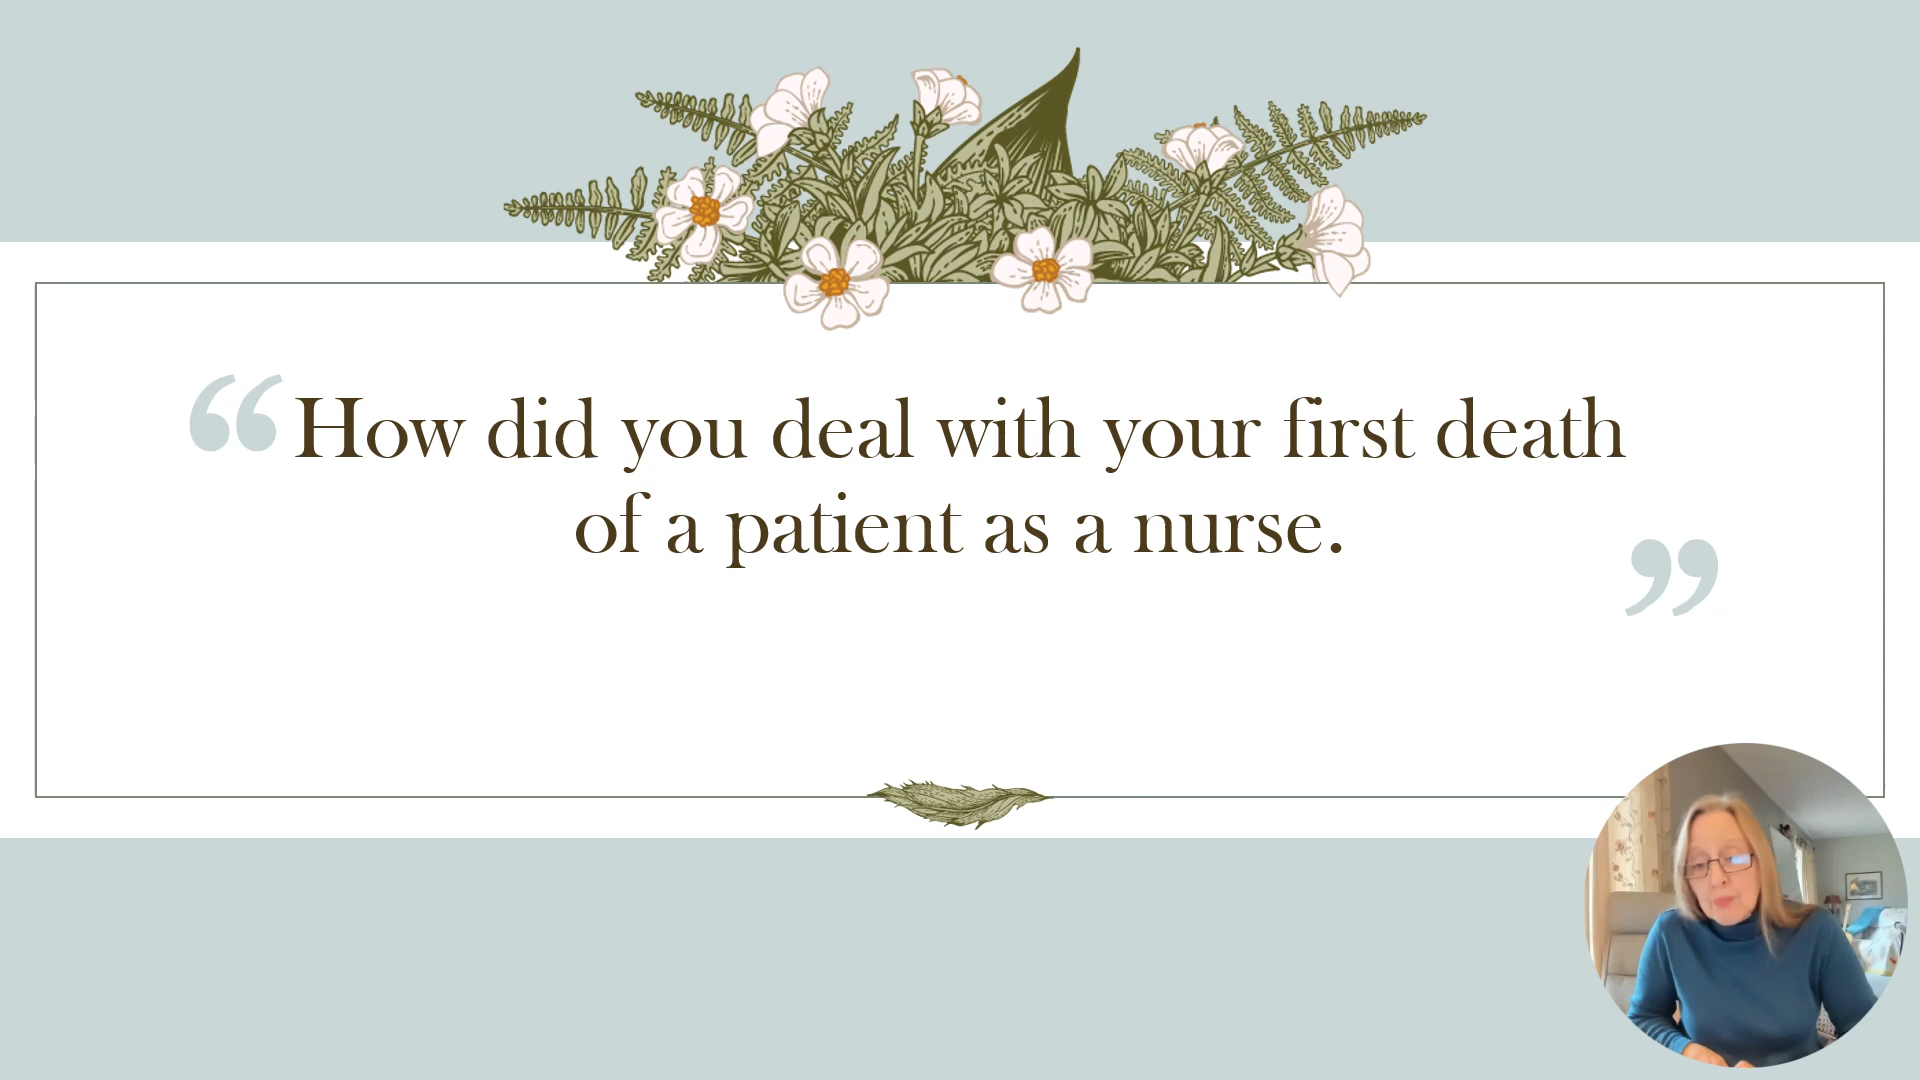 “How did you deal with your first death
of a patient as a nurse.”